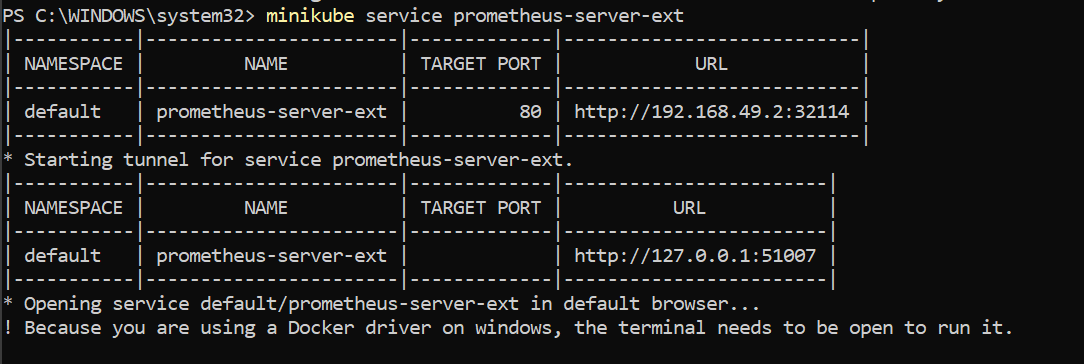 PS C:\WINDOWS\system32> minikube service prometheus-server-ext
|-----------|-----------------------|-------------|---------------------------|
| NAMESPACE |         NAME          | TARGET PORT |            URL            |
|-----------|-----------------------|-------------|---------------------------|
| default   | prometheus-server-ext |          80 | http://192.168.49.2:32114 |
|-----------|-----------------------|-------------|---------------------------|
* Starting tunnel for service prometheus-server-ext.
|-----------|-----------------------|-------------|------------------------|
| NAMESPACE |         NAME          | TARGET PORT |          URL           |
|-----------|-----------------------|-------------|------------------------|
| default   | prometheus-server-ext |             | http://127.0.0.1:51007 |
|-----------|-----------------------|-------------|------------------------|
* Opening service default/prometheus-server-ext in default browser...
! Because you are using a Docker driver on windows, the terminal needs to be open to run it.